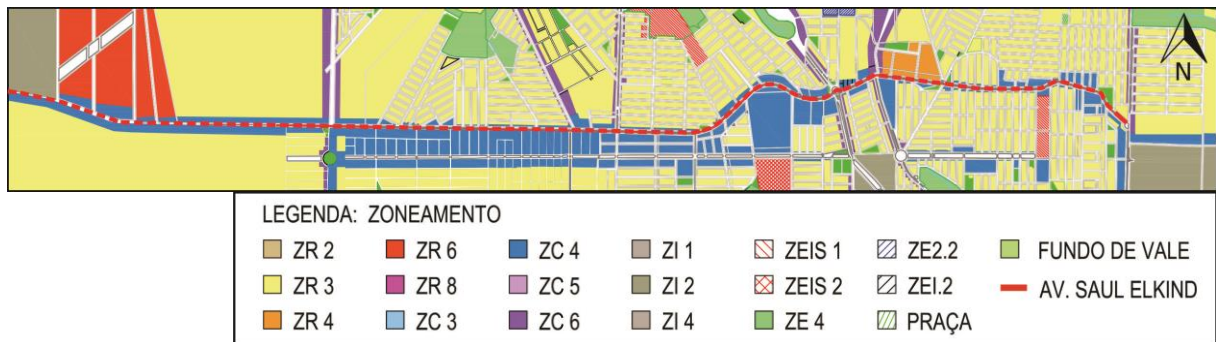 N
LEGENDA: ZONEAMENTO
ZR 2 ZR 6 ZC 4 ZI 1 ZEIS 1 ZE2.2 FUNDO DE VALE
ZR 3 ZR 8 ZC 5 ZI 2 ZEIS 2 ZEI.2 AV. SAUL ELKIND
ZR 4 ZC 3 ZC 6 ZI 4 ZE 4 PRAÇA